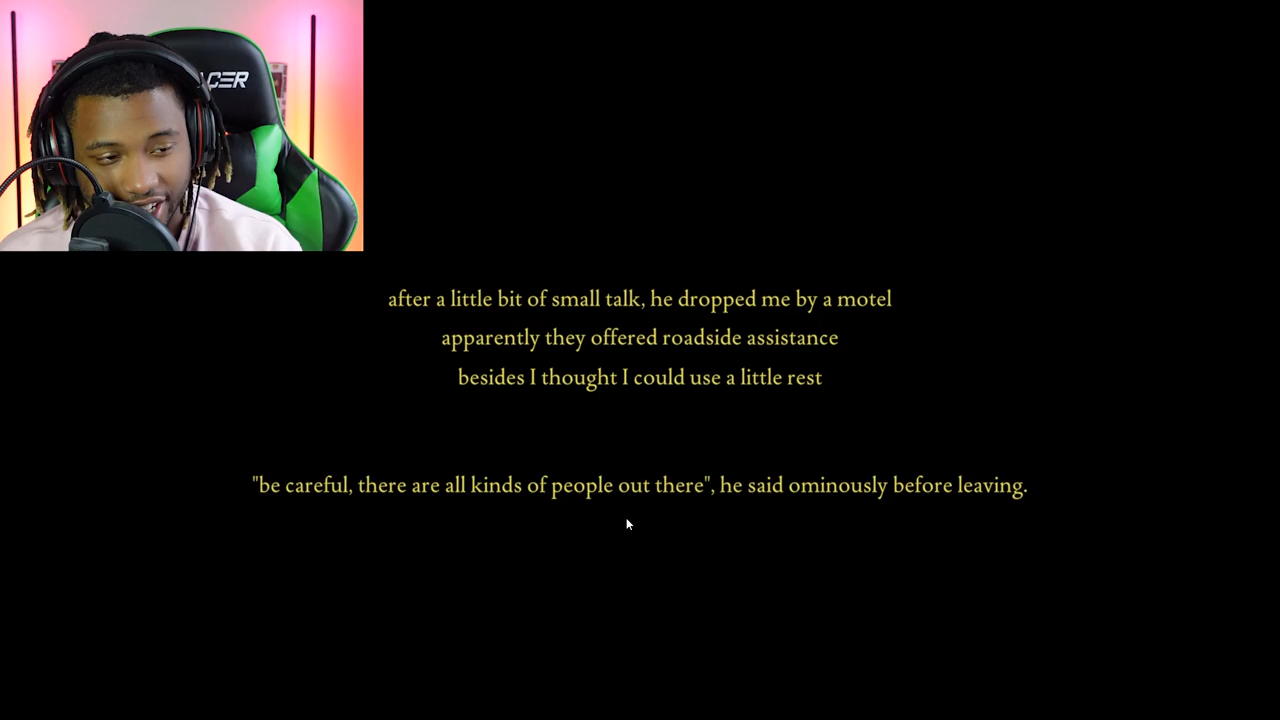 ACER
after a little bit of small talk, he dropped me by a motel
apparently they offered roadside assistance
besides I thought I could use a little rest
"be careful, there are all kinds of people out there", he said ominously before leaving.